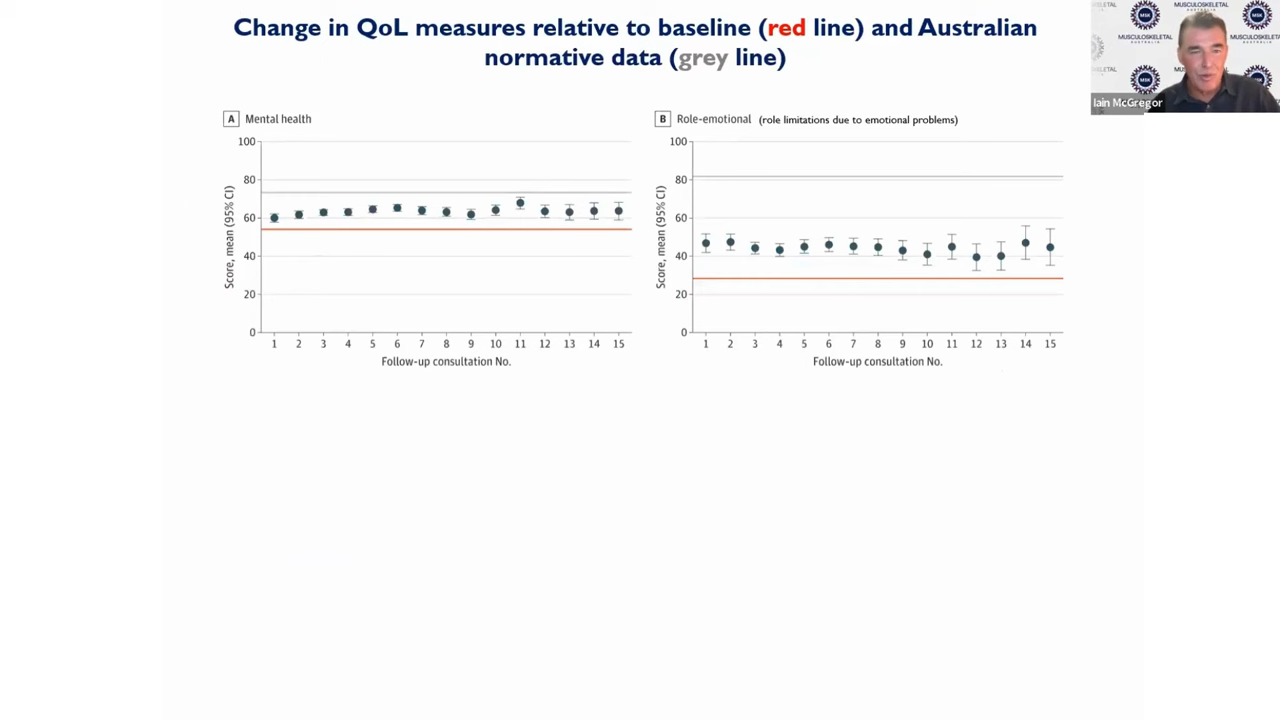 Change in QoL measures relative to baseline (red line) and Australian
normative data (grey line)
MUSCULOSKELETAL
AUSTRALIA
MSK
Iain McGregor
A Mental health
100
80
60
40
20
0
Score, mean (95% CI)
1 2 3 4 5 6 7 8 9 10 11 12 13 14 15
Follow-up consultation No.
B Role-emotional (role limitations due to emotional problems)
100
80
60
40
20
0
Score, mean (95% CI)
1 2 3 4 5 6 7 8 9 10 11 12 13 14 15
Follow-up consultation No.